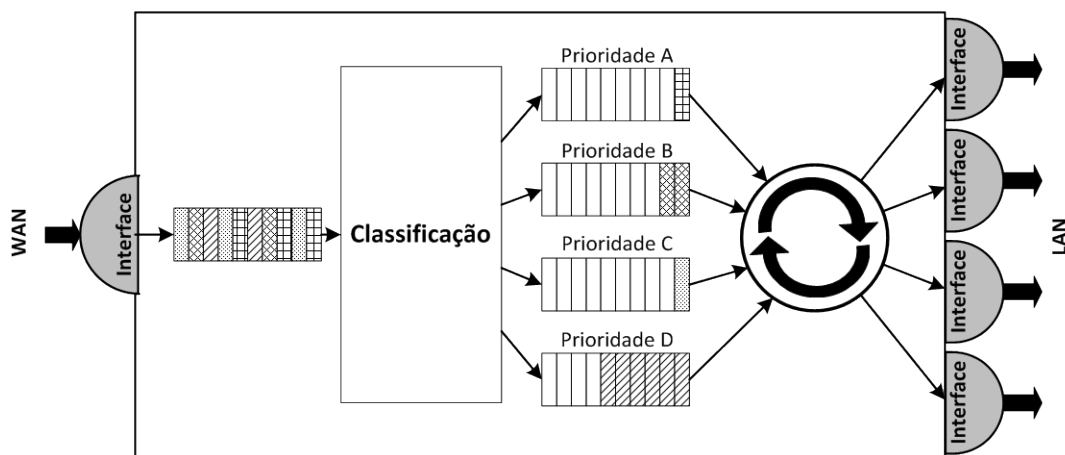 WAN
Interface
Classificação
Prioridade A
Prioridade B
Prioridade C
Prioridade D
Interface
Interface
Interface
Interface
LAN